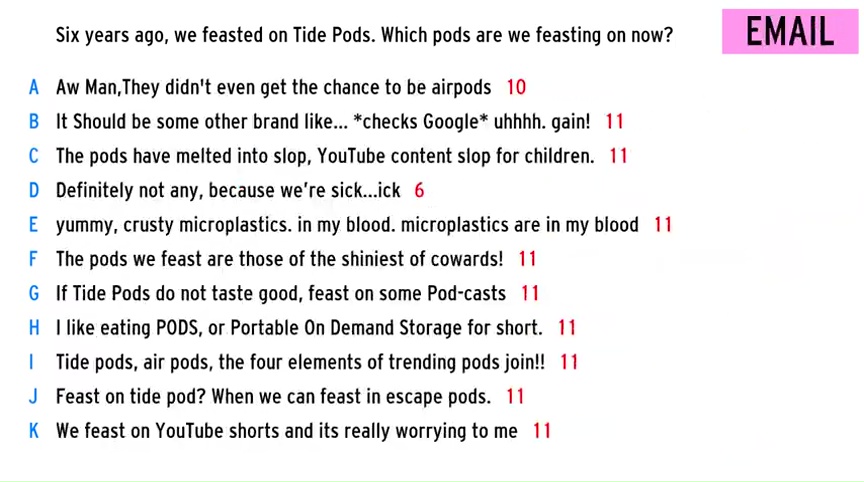 Six years ago, we feasted on Tide Pods. Which pods are we feasting on now?
EMAIL
A Aw Man,They didn't even get the chance to be airpods 10
B It Should be some other brand like... *checks Google* uhhhh. gain! 11
C The pods have melted into slop, YouTube content slop for children. 11
D Definitely not any, because we're sick...ick 6
E yummy, crusty microplastics. in my blood. microplastics are in my blood 11
F The pods we feast are those of the shiniest of cowards! 11
G If Tide Pods do not taste good, feast on some Pod-casts 11
H I like eating PODS, or Portable On Demand Storage for short. 11
I Tide pods, air pods, the four elements of trending pods join!! 11
J Feast on tide pod? When we can feast in escape pods. 11
K We feast on YouTube shorts and its really worrying to me 11